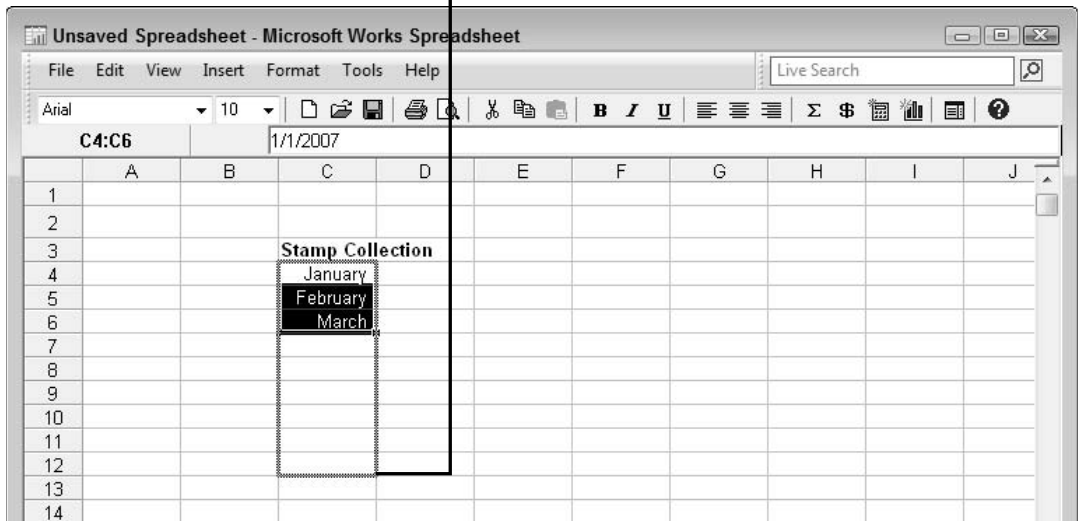 Unsaved Spreadsheet - Microsoft Works Spreadsheet
File Edit View Insert Format Tools Help Live Search
Arial 10 B I U Σ $ ?
C4:C6 1/1/2007
A B C D E F G H I J
1
2
3 Stamp Collection
4 January
5 February
6 March
7
8
9
10
11
12
13
14